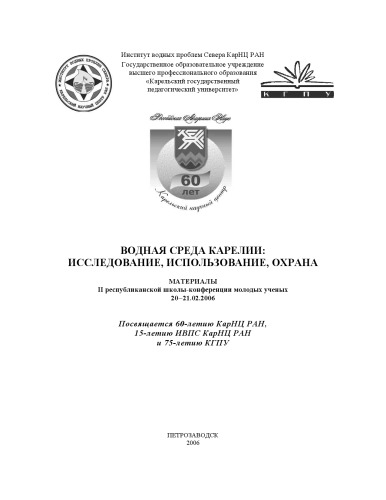 Институт водных проблем Севера КарНЦ РАН
Государственное образовательное учреждение
высшего профессионального образования
«Карельский государственный
педагогический университет»
КГПУ
Российская Академия Наук
60
лет
Карельский научный центр
ВОДНАЯ СРЕДА КАРЕЛИИ:
ИССЛЕДОВАНИЕ, ИСПОЛЬЗОВАНИЕ, ОХРАНА
МАТЕРИАЛЫ
II республиканской школы-конференции молодых ученых
20–21.02.2006
Посвящается 60-летию КарНЦ РАН,
15-летию ИВПС КарНЦ РАН
и 75-летию КГПУ
ПЕТРОЗАВОДСК
2006